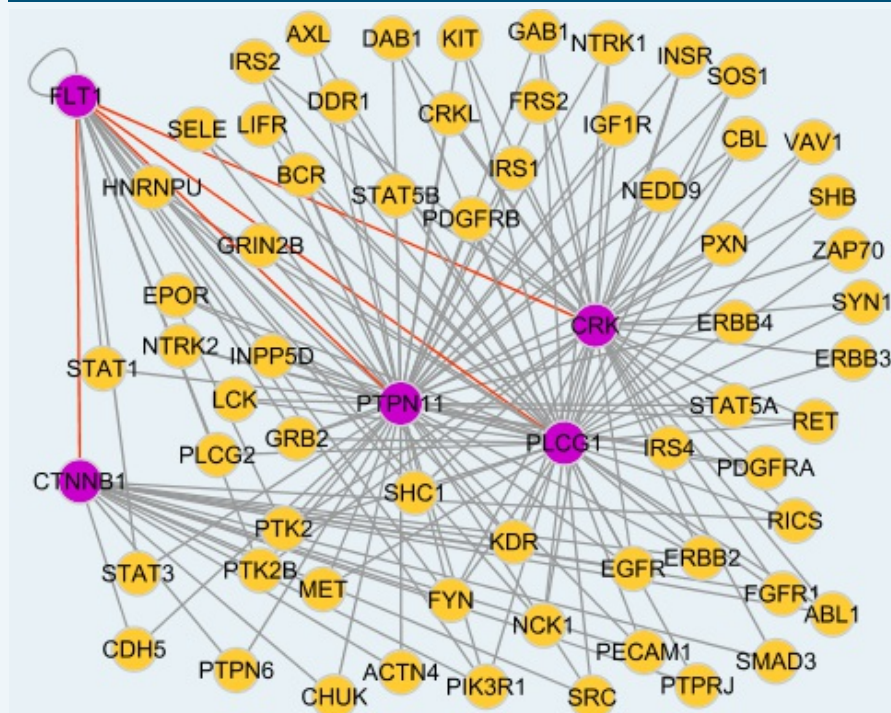 AXL
DAB1
KIT
GAB1
NTRK1
INSR
SOS1
IRS2
FLT1
DDR1
CRKL
FRS2
IGF1R
CBL
VAV1
SELE
LIFR
BCR
IRS1
HNRNPU
STAT5B
NEDD9
SHB
PDGFRB
GRIN2B
PXN
ZAP70
EPOR
SYN1
CRK
ERBB4
NTRK2
INPP5D
STAT1
ERBB3
LCK
PTPN11
STAT5A
RET
GRB2
PLCG1
IRS4
PLCG2
PDGFRA
CTNNB1
SHC1
RICS
PTK2
KDR
STAT3
PTK2B
MET
EGFR
ERBB2
FGFR1
FYN
ABL1
NCK1
CDH5
PTPN6
ACTN4
PECAM1
SMAD3
CHUK
PIK3R1
SRC
PTPRJ